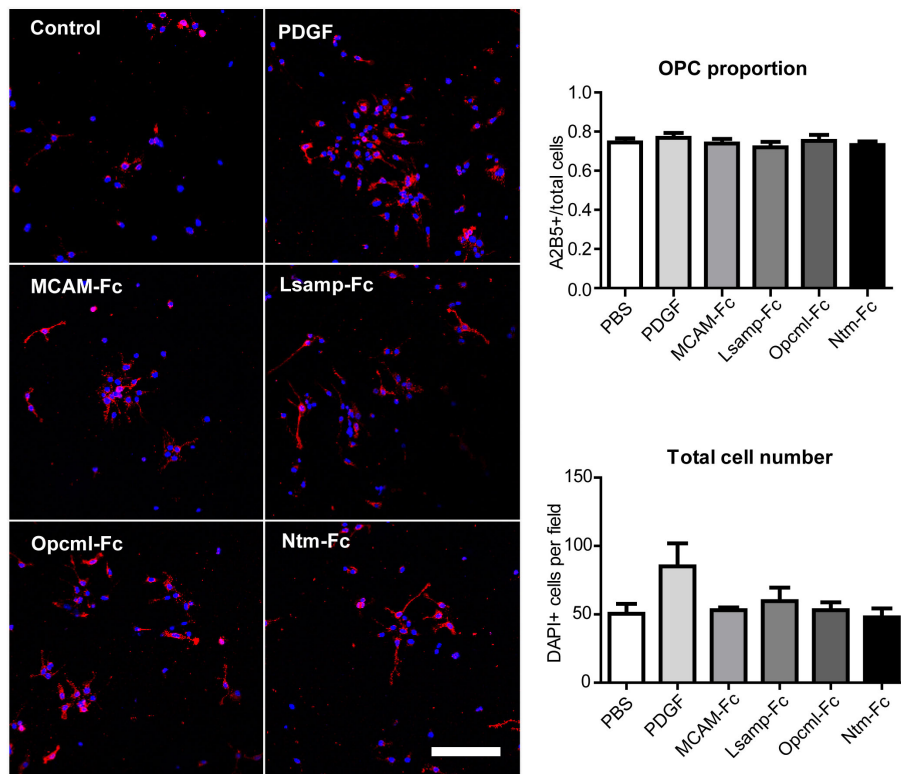 Control
PDGF
MCAM-Fc
Lsamp-Fc
Opcml-Fc
Ntm-Fc
OPC proportion
A2B5+/total cells
1.0
0.8
0.6
0.4
0.2
0.0
PBS
PDGF
MCAM-Fc
Lsamp-Fc
Opcml-Fc
Ntm-Fc
Total cell number
DAPI+ cells per field
150
100
50
0
PBS
PDGF
MCAM-Fc
Lsamp-Fc
Opcml-Fc
Ntm-Fc